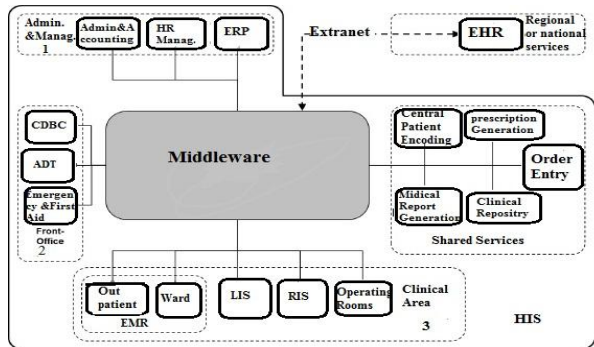 Admin.
&Manag.
1
Admin&A
ccounting
HR
Manag.
ERP
Extranet
EHR
Regional
or national
services
CDBC
ADT
Emergen
cy &First
Aid
Front-
Office
2
Middleware
Central
Patient
Encoding
prescription
Generation
Order
Entry
Midical
Report
Generation
Clinical
Repositry
Shared Services
Out
patient
Ward
EMR
LIS
RIS
Operating
Rooms
Clinical
Area
3
HIS